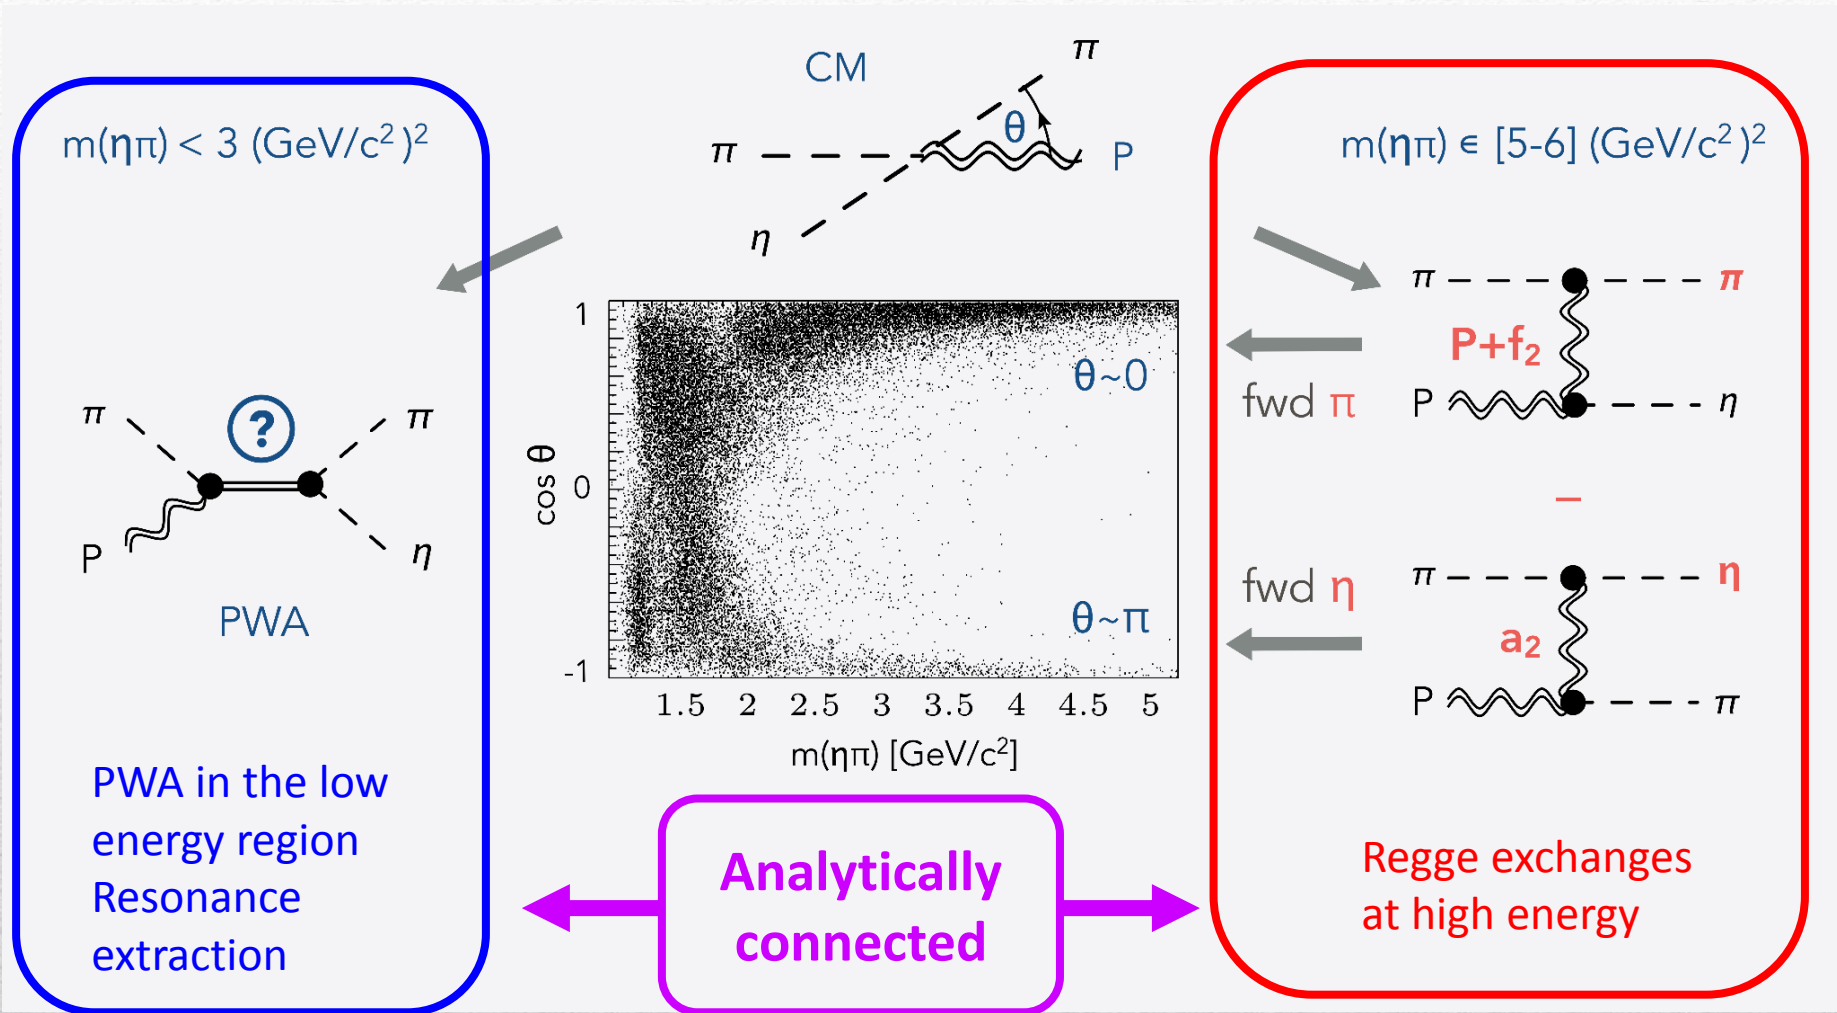 m(ηπ) < 3 (GeV/c²)²
π
P
?
π
η
PWA
PWA in the low
energy region
Resonance
extraction
CM
π
θ
π
P
η
cos θ
1
0
-1
θ~0
θ~π
1.5 2 2.5 3 3.5 4 4.5 5
m(ηπ) [GeV/c²]
Analytically
connected
m(ηπ) ∈ [5-6] (GeV/c²)²
π π
P+f₂
fwd π
P η
–
π η
fwd η
a₂
P π
Regge exchanges
at high energy